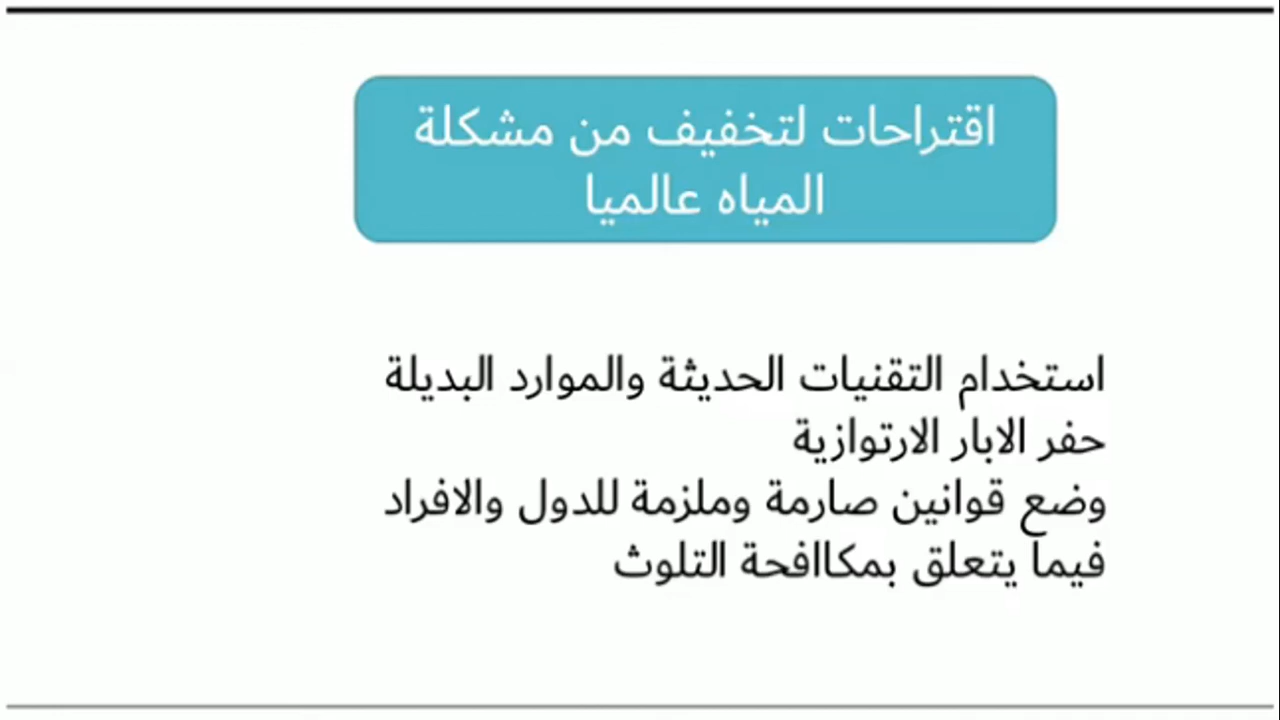 اقتراحات لتخفيف من مشكلة
المياه عالميا
استخدام التقنيات الحديثة والموارد البديلة
حفر الابار الارتوازية
وضع قوانين صارمة وملزمة للدول والافراد
فيما يتعلق بمكاافحة التلوث